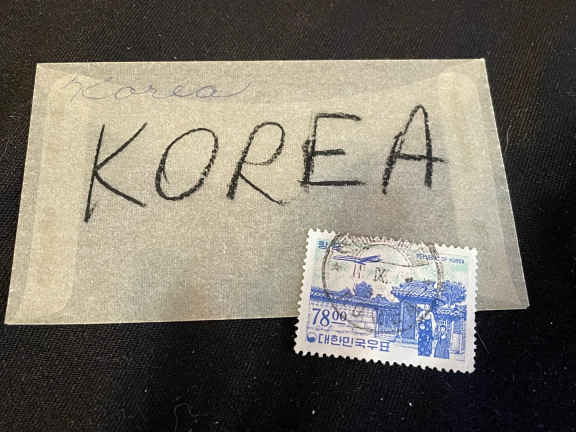 Korea
KOREA
REPUBLIC OF KOREA
78.00
대한민국우표